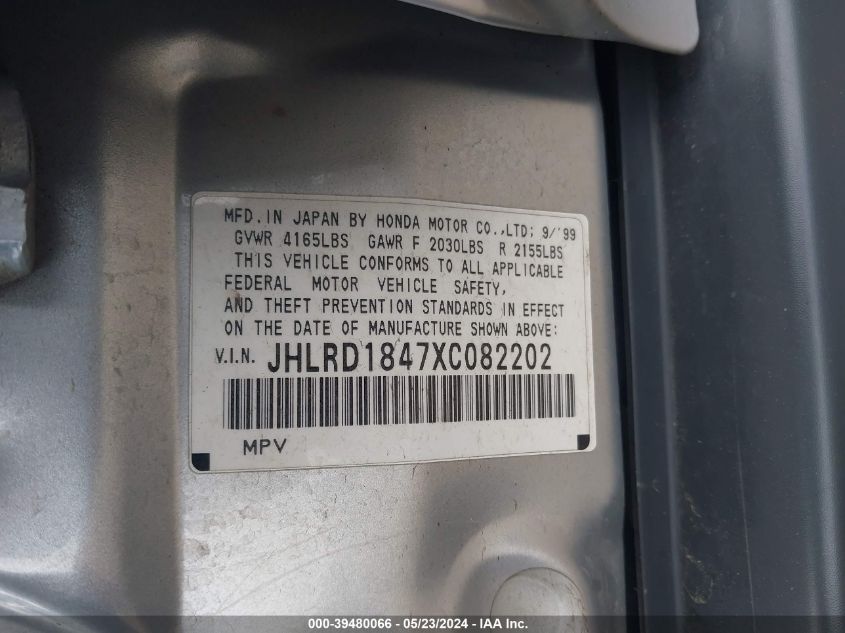 MFD. IN JAPAN BY HONDA MOTOR CO.,LTD; 9/'99
GVWR 4165LBS GAWR F 2030LBS R 2155LBS
THIS VEHICLE CONFORMS TO ALL APPLICABLE
FEDERAL MOTOR VEHICLE SAFETY,
AND THEFT PREVENTION STANDARDS IN EFFECT
ON THE DATE OF MANUFACTURE SHOWN ABOVE:
V.I.N. JHLRD1847XC082202
MPV
000-39480066 - 05/23/2024 - IAA Inc.